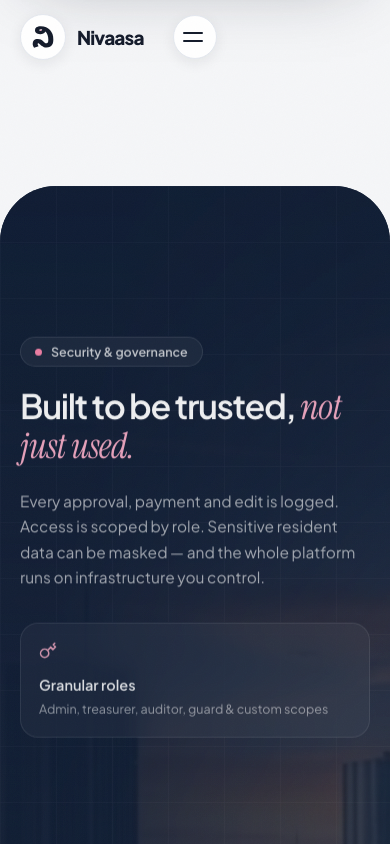 Nivaasa
Security & governance
Built to be trusted, not
just used.
Every approval, payment and edit is logged.
Access is scoped by role. Sensitive resident
data can be masked — and the whole platform
runs on infrastructure you control.
Granular roles
Admin, treasurer, auditor, guard & custom scopes